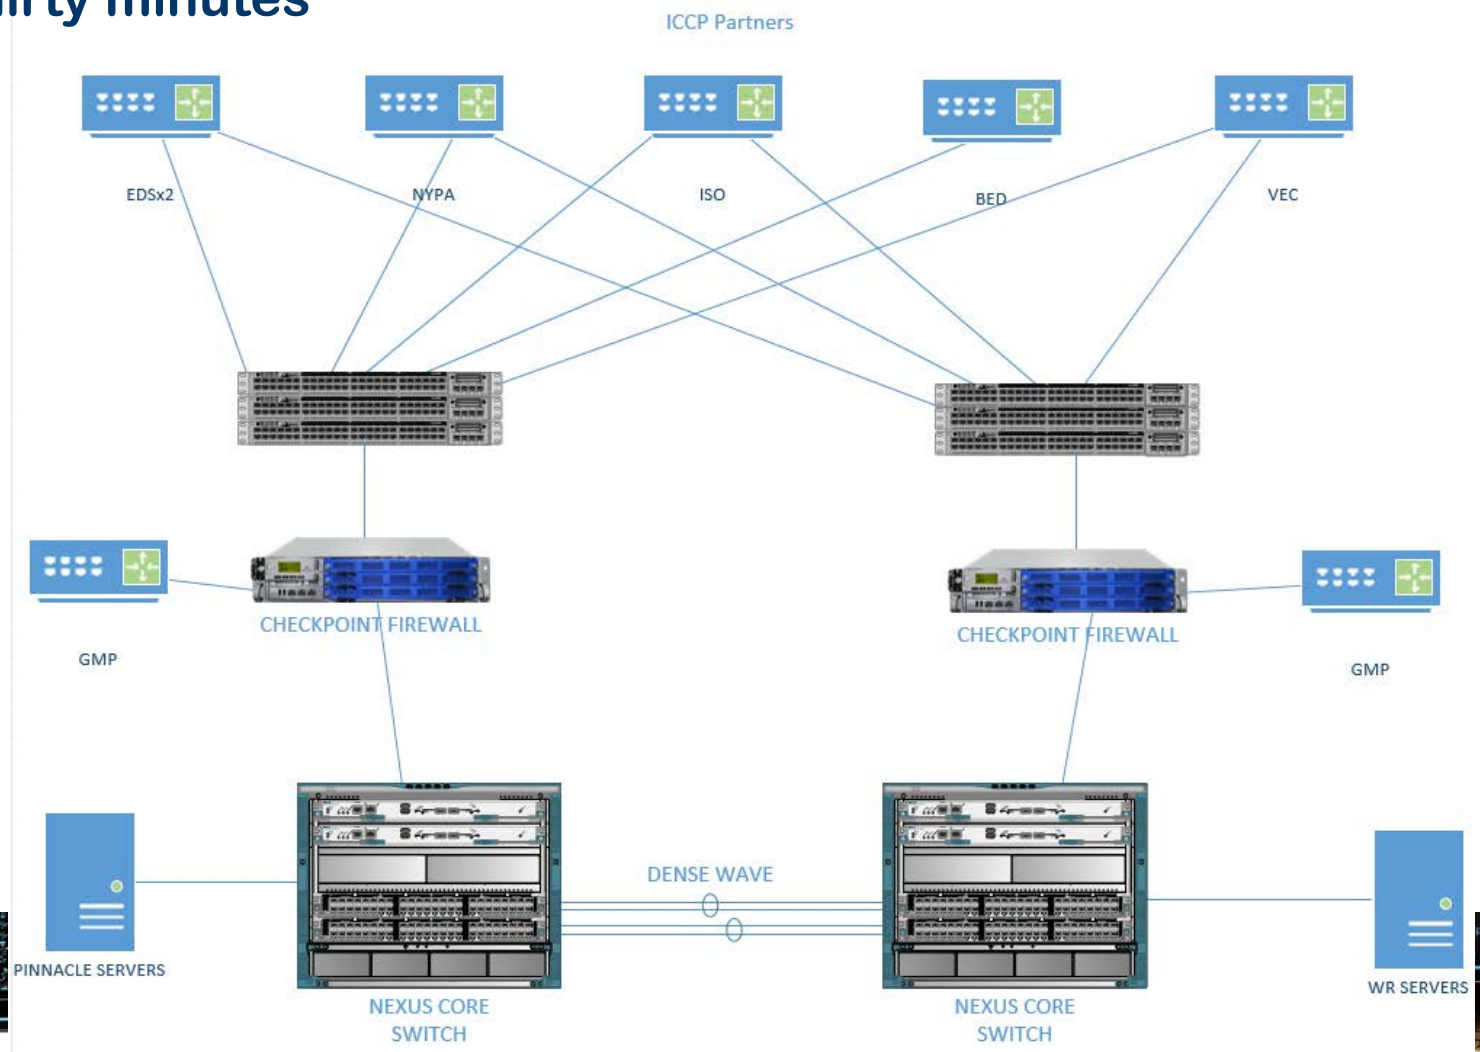 minutes
ICCP Partners
EDSx2
NYPA
ISO
BED
VEC
CHECKPOINT FIREWALL
CHECKPOINT FIREWALL
GMP
GMP
DENSE WAVE
PINNACLE SERVERS
WR SERVERS
NEXUS CORE
SWITCH
NEXUS CORE
SWITCH